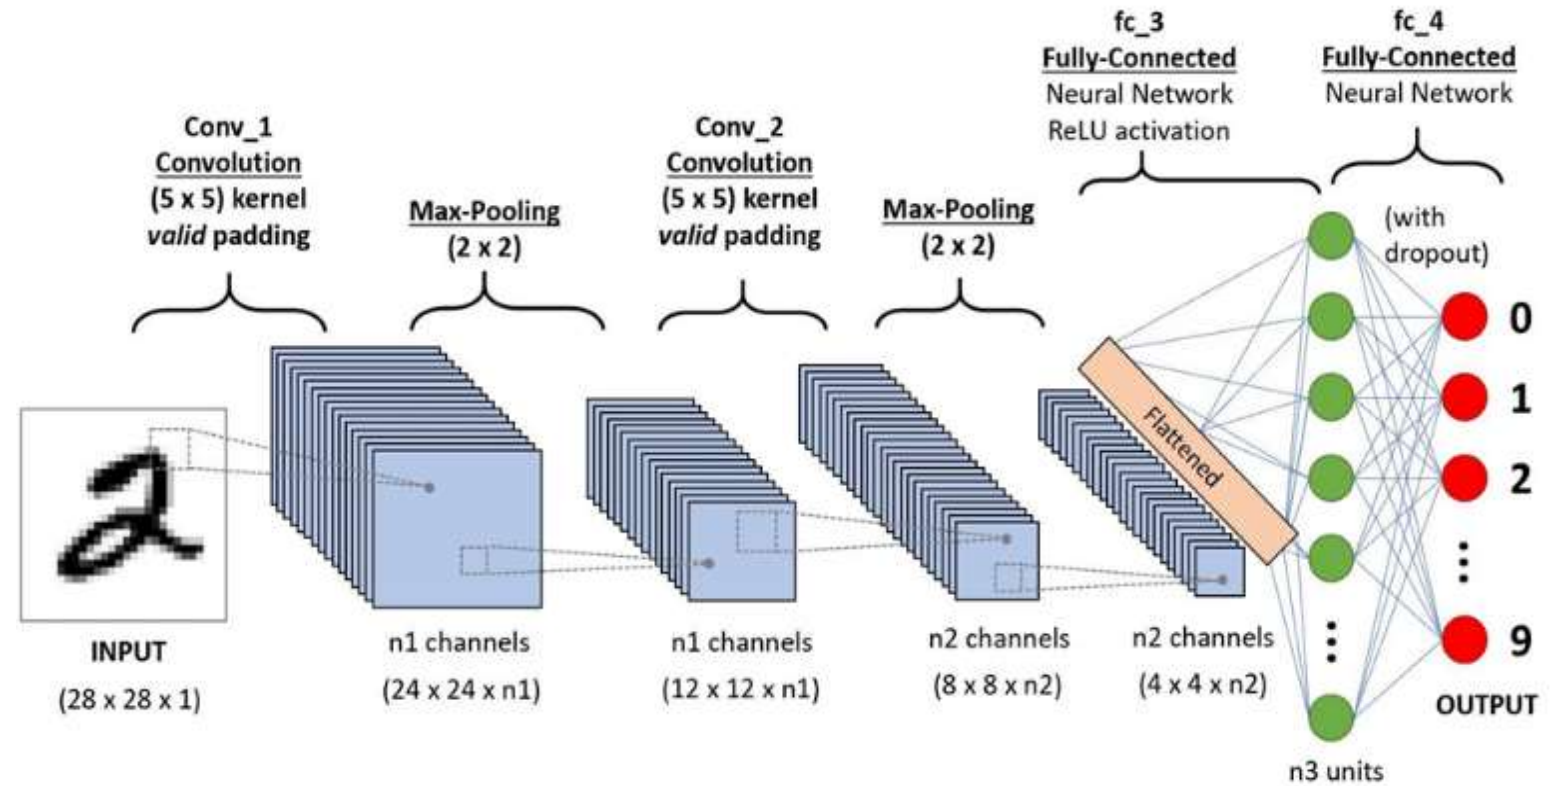 Conv_1
Convolution
(5 x 5) kernel
valid padding
Max-Pooling
(2 x 2)
Conv_2
Convolution
(5 x 5) kernel
valid padding
Max-Pooling
(2 x 2)
fc_3
Fully-Connected
Neural Network
ReLU activation
fc_4
Fully-Connected
Neural Network
(with
dropout)
2
INPUT
(28 x 28 x 1)
n1 channels
(24 x 24 x n1)
n1 channels
(12 x 12 x n1)
n2 channels
(8 x 8 x n2)
n2 channels
(4 x 4 x n2)
Flattened
n3 units
0
1
2
⋮
9
OUTPUT